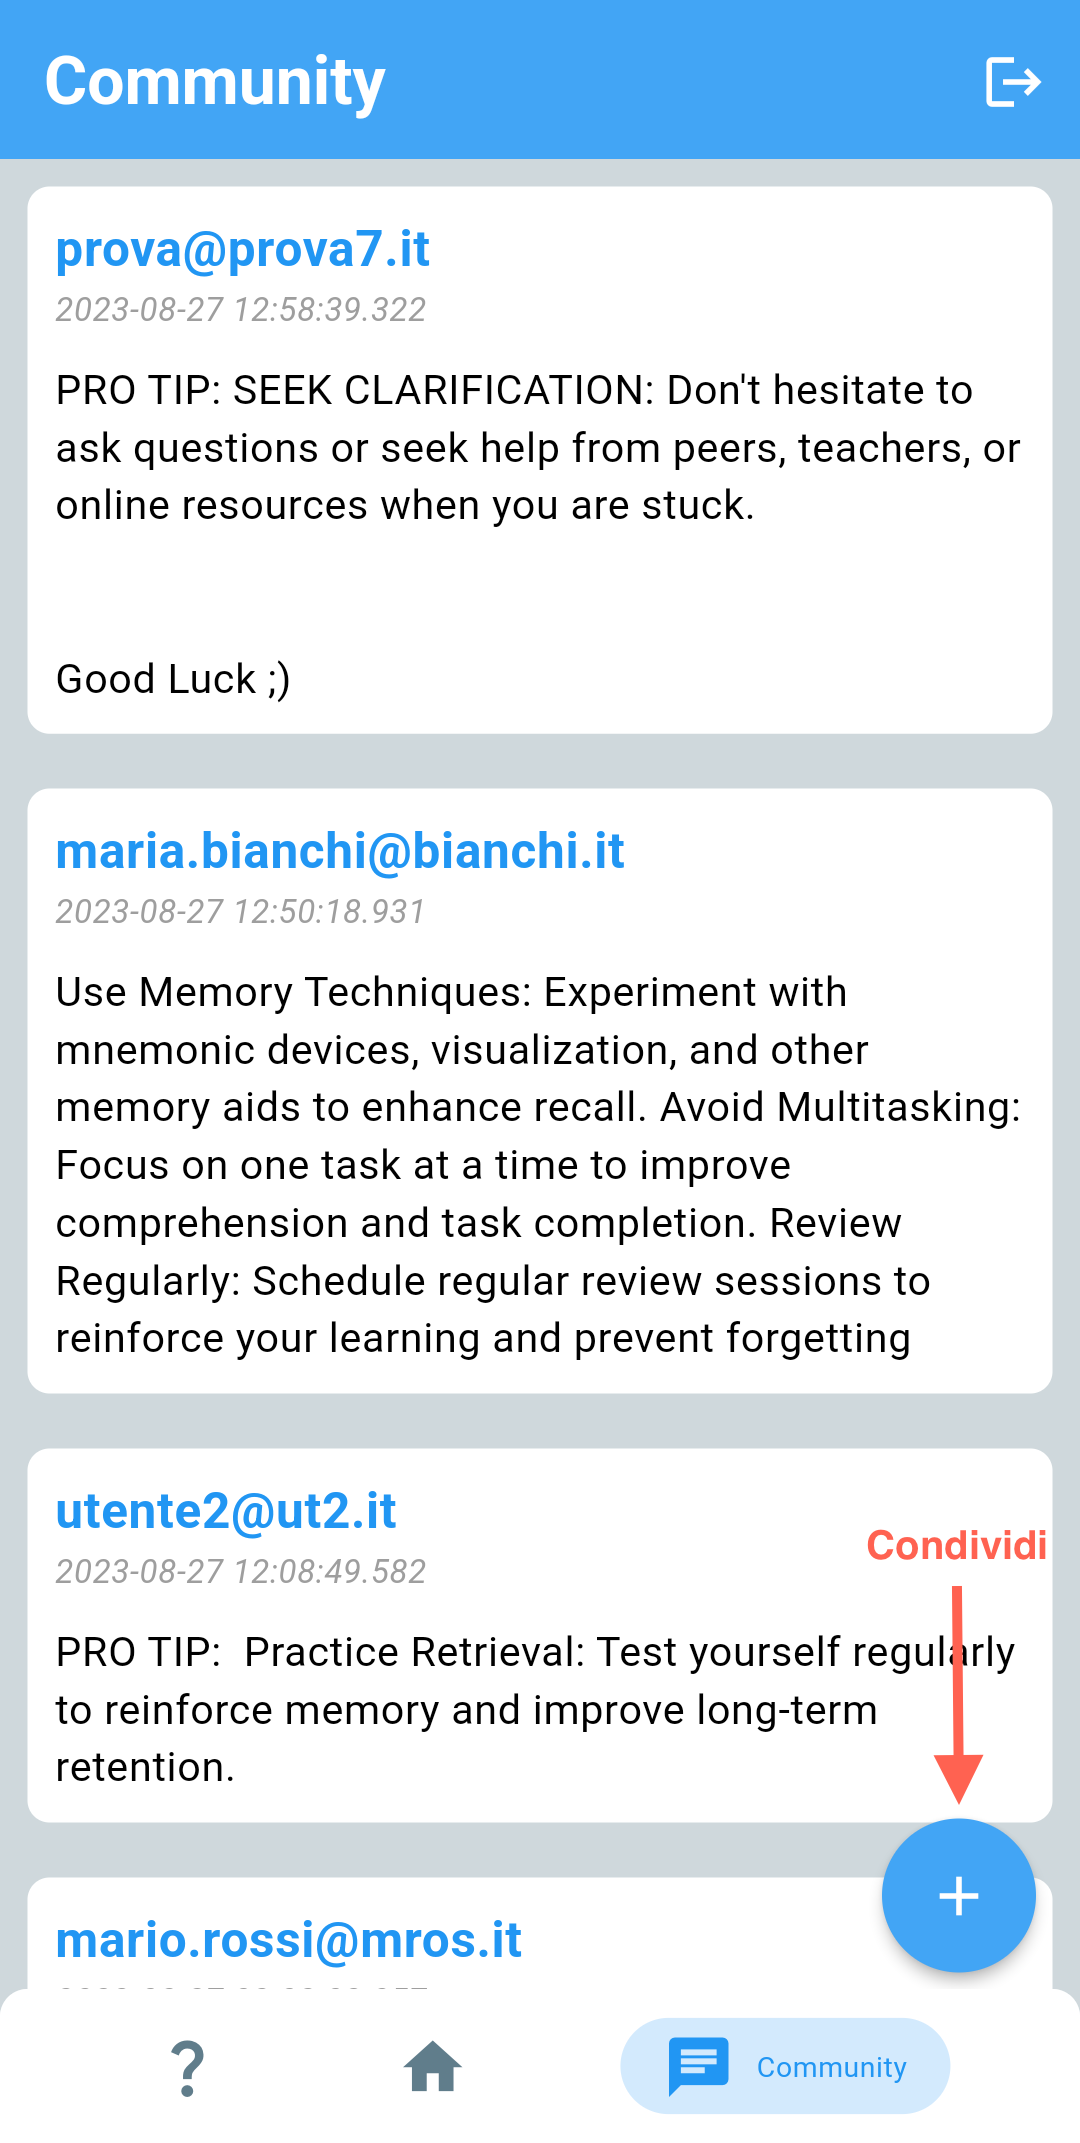 Community
prova@prova7.it
2023-08-27 12:58:39.322
PRO TIP: SEEK CLARIFICATION: Don't hesitate to
ask questions or seek help from peers, teachers, or
online resources when you are stuck.
Good Luck ;)
maria.bianchi@bianchi.it
2023-08-27 12:50:18.931
Use Memory Techniques: Experiment with
mnemonic devices, visualization, and other
memory aids to enhance recall. Avoid Multitasking:
Focus on one task at a time to improve
comprehension and task completion. Review
Regularly: Schedule regular review sessions to
reinforce your learning and prevent forgetting
utente2@ut2.it
2023-08-27 12:08:49.582
Condividi
PRO TIP:  Practice Retrieval: Test yourself regularly
to reinforce memory and improve long-term
retention.
mario.rossi@mros.it
Community